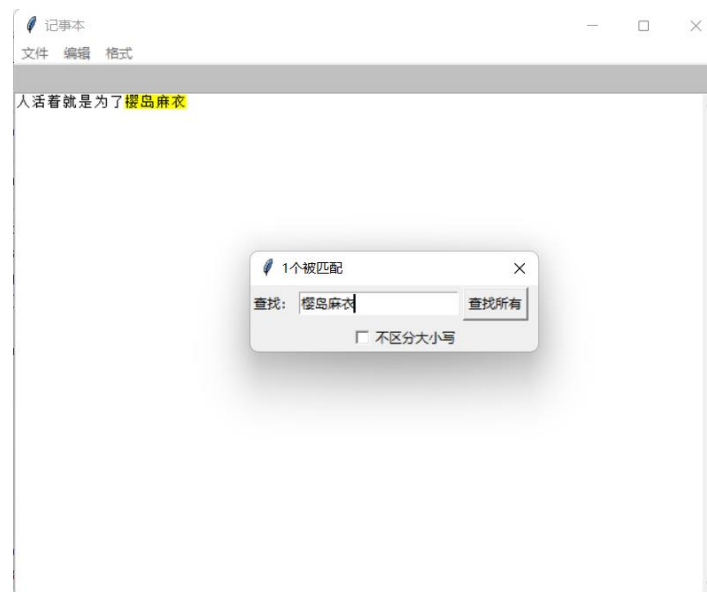 记事本
文件 编辑 格式
人活着就是为了樱岛麻衣
1个被匹配
查找： 樱岛麻衣 查找所有
不区分大小写